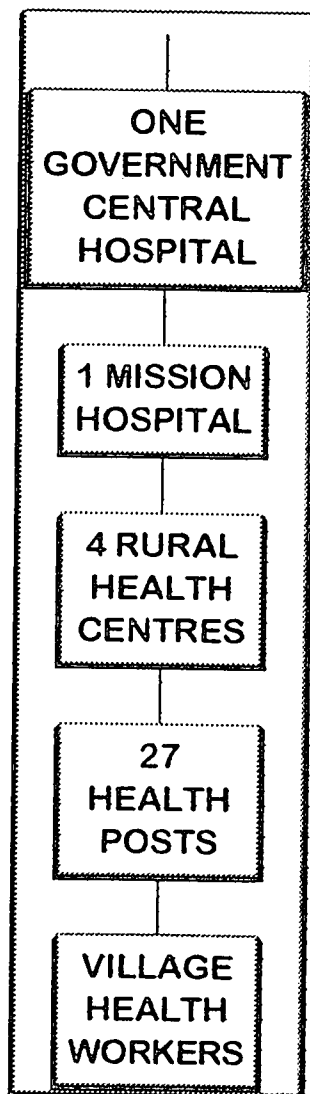 ONE
GOVERNMENT
CENTRAL
HOSPITAL
1 MISSION
HOSPITAL
4 RURAL
HEALTH
CENTRES
27
HEALTH
POSTS
VILLAGE
HEALTH
WORKERS